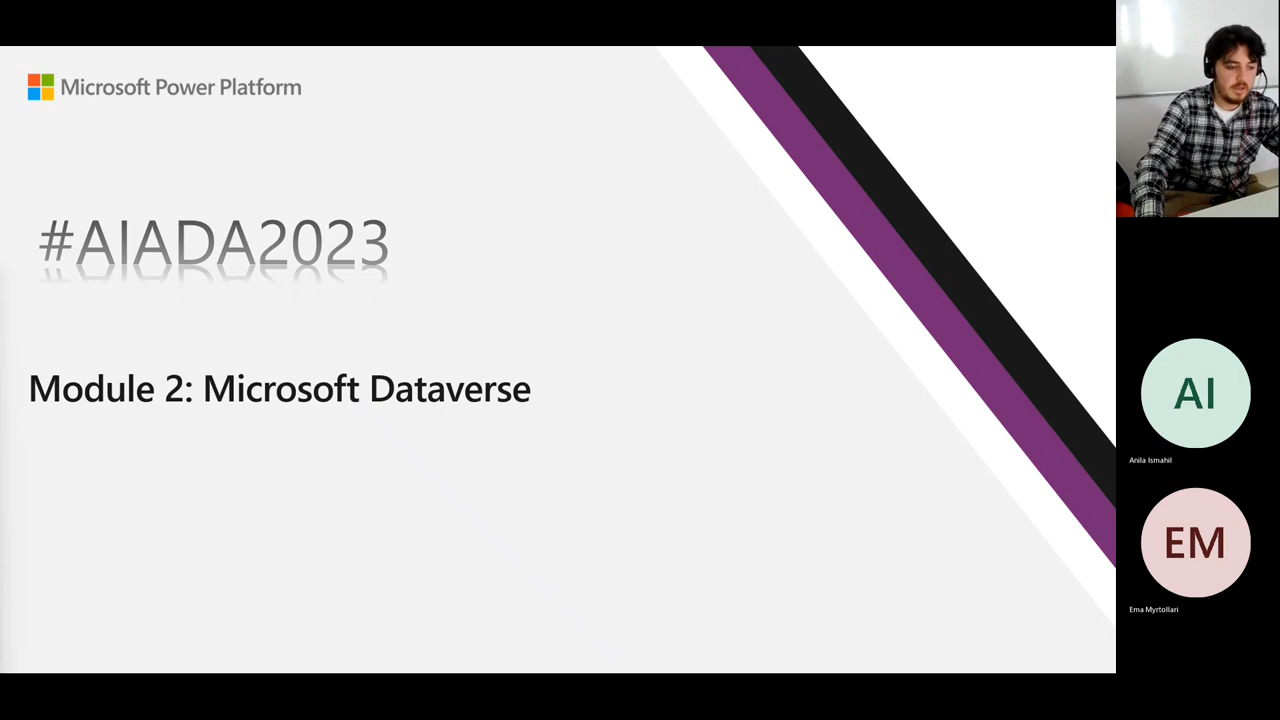 Microsoft Power Platform
#AIADA2023
Module 2: Microsoft Dataverse
AI
Anila Ismahil
EM
Ema Myrtollari